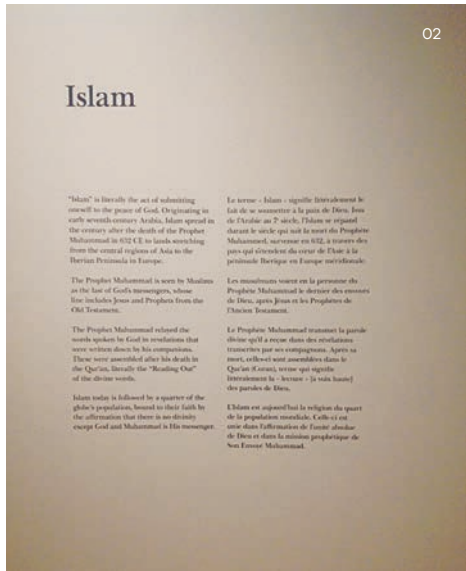 02
Islam
"Islam" is literally the act of submitting
oneself to the peace of God. Originating in
early seventh-century Arabia, Islam spread in
the century after the death of the Prophet
Muhammad in 632 CE to lands stretching
from the central regions of Asia to the
Iberian Peninsula in Europe.
The Prophet Muhammad is seen by Muslims
as the last of God's messengers, whose
line includes Jesus and Prophets from the
Old Testament.
The Prophet Muhammad relayed the
words spoken by God in revelations that
were written down by his companions.
These were assembled after his death in
the Qur'an, literally the "Reading Out"
of the divine words.
Islam today is followed by a quarter of the
globe's population, bound to their faith by
the affirmation that there is no divinity
except God and Muhammad is His messenger.
Le terme « Islam » signifie littéralement le
fait de se soumettre à la paix de Dieu. Issu
de l'Arabie au 7e siècle, l'Islam se répand
durant le siècle qui suit la mort du Prophète
Muhammed, survenue en 632, à travers des
pays qui s'étendent du cœur de l'Asie à la
péninsule Iberique en Europe méridionale.
Les musulmans voient en la personne du
Prophète Muhammad le dernier des envoyés
de Dieu, après Jésus et les Prophètes de
l'Ancien Testament.
Le Prophète Muhammad transmet la parole
divine qu'il a reçue dans des révélations
transcrites par ses compagnons. Après sa
mort, celles-ci sont assemblées dans le
Qur'an (Coran), terme qui signifie
littéralement la « lecture » [à voix haute]
des paroles de Dieu.
L'Islam est aujourd'hui la religion du quart
de la population mondiale. Celle-ci est
unie dans l'affirmation de l'unité absolue
de Dieu et dans la mission prophétique de
Son Envoyé Muhammad.